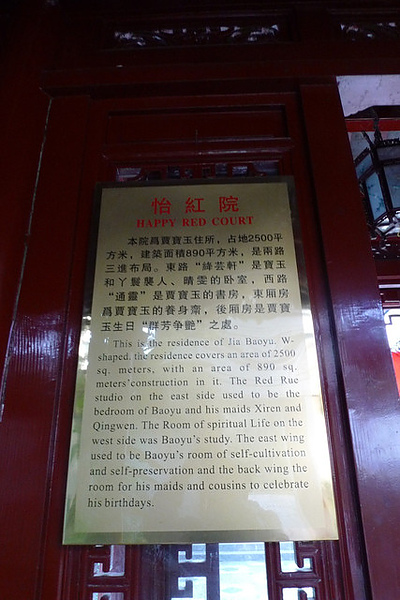 怡紅院
HAPPY RED COURT
本院爲賈寶玉住所，占地2500平
方米，建築面積890平方米，是兩路
三進布局。東路“絳芸軒”是寶玉
和丫鬟襲人、晴雯的卧室，西路
“通靈”是賈寶玉的書房，東厢房
爲賈寶玉的養身齋，後厢房是賈寶
玉生日“群芳争艷”之處。
This is the residence of Jia Baoyu. W-
shaped, the residence covers an area of 2500
sq. meters, with an area of 890 sq.
meters'construction in it. The Red Rue
studio on the east side used to be the
bedroom of Baoyu and his maids Xiren and
Qingwen. The Room of spiritual Life on the
west side was Baoyu's study. The east wing
used to be Baoyu's room of self-cultivation
and self-preservation and the back wing the
room for his maids and cousins to celebrate
his birthdays.